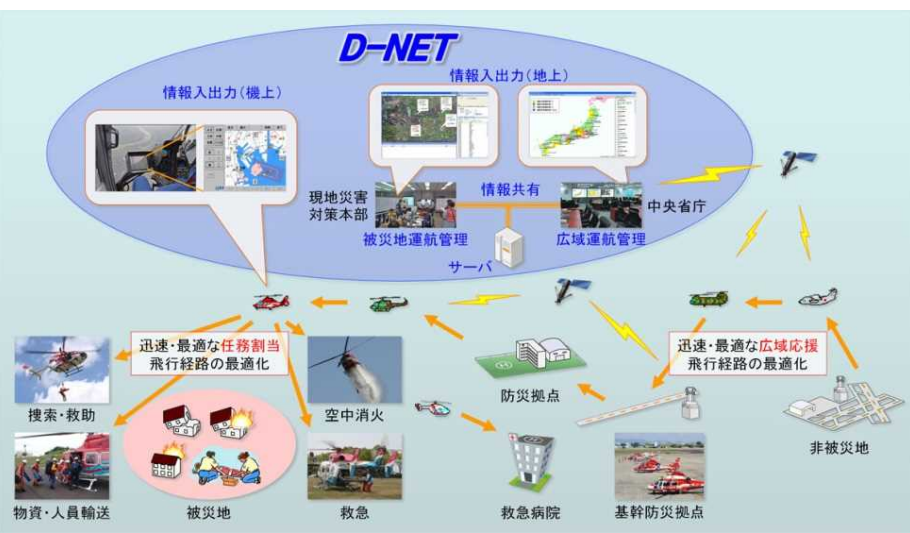 D-NET
情報入出力(機上)
情報入出力(地上)
現地災害
対策本部
情報共有
中央省庁
被災地運航管理
広域運航管理
サーバ
迅速・最適な任務割当
飛行経路の最適化
迅速・最適な広域応援
飛行経路の最適化
捜索・救助
空中消火
防災拠点
非被災地
物資・人員輸送
被災地
救急
救急病院
基幹防災拠点